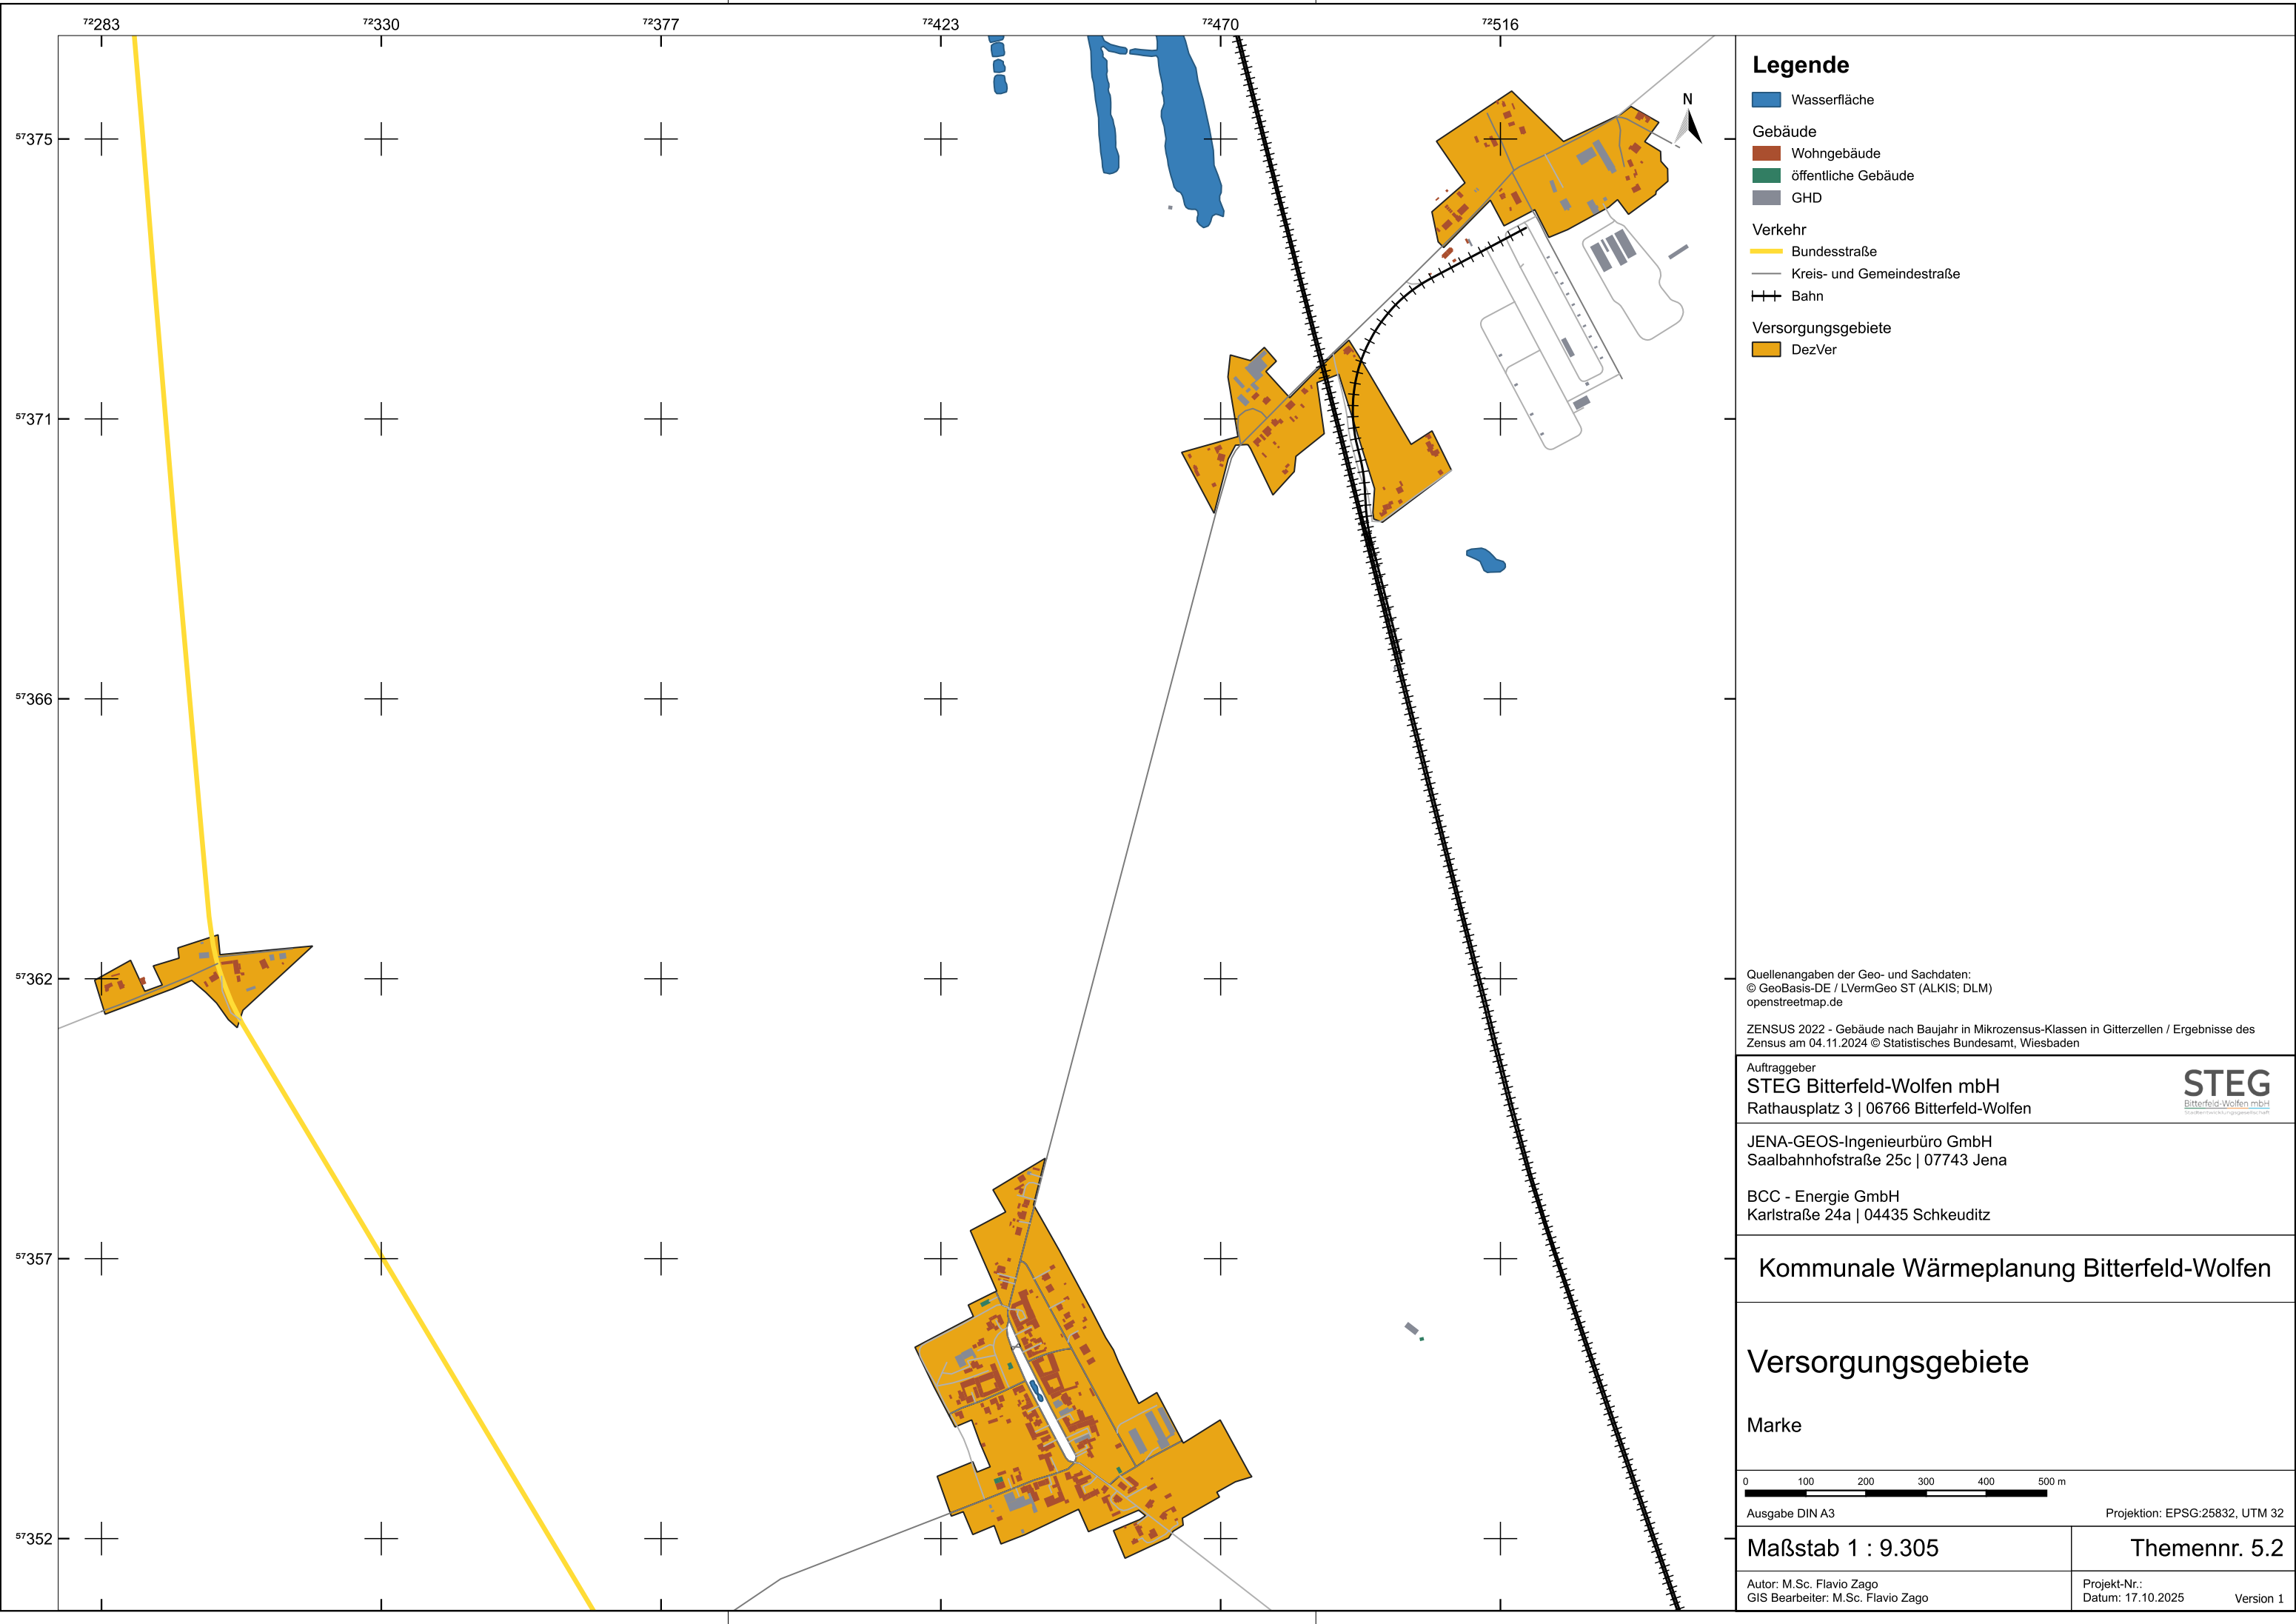 72283 72330 72377 72423 72470 72516
57375
57371
57366
57362
57357
57352
N
Legende
Wasserfläche
Gebäude
Wohngebäude
öffentliche Gebäude
GHD
Verkehr
Bundesstraße
Kreis- und Gemeindestraße
Bahn
Versorgungsgebiete
DezVer
Quellenangaben der Geo- und Sachdaten:
© GeoBasis-DE / LVermGeo ST (ALKIS; DLM)
openstreetmap.de
ZENSUS 2022 - Gebäude nach Baujahr in Mikrozensus-Klassen in Gitterzellen / Ergebnisse des
Zensus am 04.11.2024 © Statistisches Bundesamt, Wiesbaden
Auftraggeber
STEG Bitterfeld-Wolfen mbH
Rathausplatz 3 | 06766 Bitterfeld-Wolfen
STEG
Bitterfeld-Wolfen mbH
Stadtentwicklungsgesellschaft
JENA-GEOS-Ingenieurbüro GmbH
Saalbahnhofstraße 25c | 07743 Jena
BCC - Energie GmbH
Karlstraße 24a | 04435 Schkeuditz
Kommunale Wärmeplanung Bitterfeld-Wolfen
Versorgungsgebiete
Marke
0 100 200 300 400 500 m
Ausgabe DIN A3 Projektion: EPSG:25832, UTM 32
Maßstab 1 : 9.305 Themennr. 5.2
Autor: M.Sc. Flavio Zago
GIS Bearbeiter: M.Sc. Flavio Zago
Projekt-Nr.:
Datum: 17.10.2025 Version 1